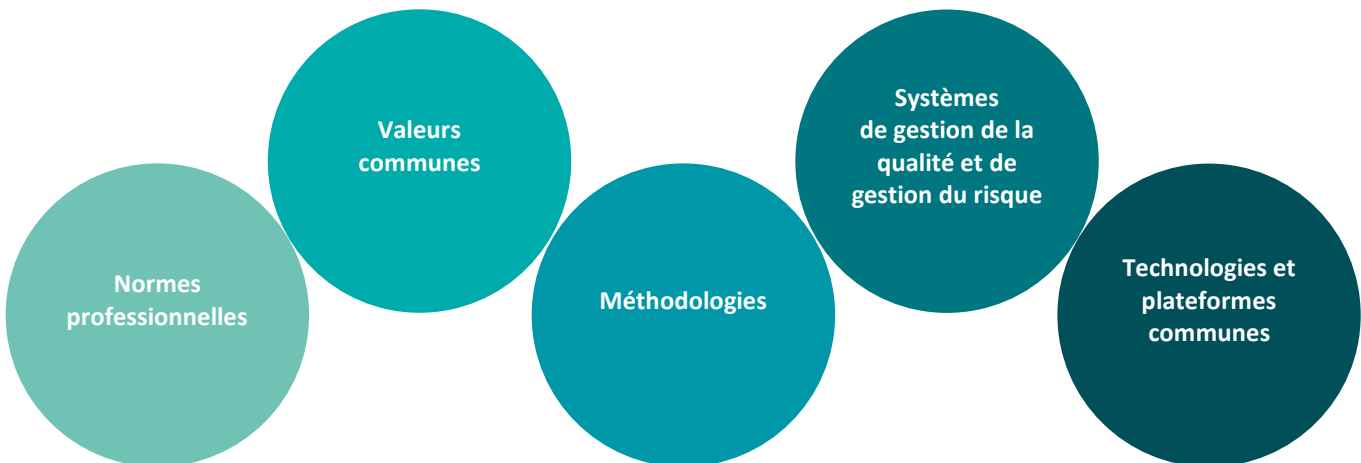 Normes
professionnelles
Valeurs
communes
Méthodologies
Systèmes
de gestion de la
qualité et de
gestion du risque
Technologies et
plateformes
communes